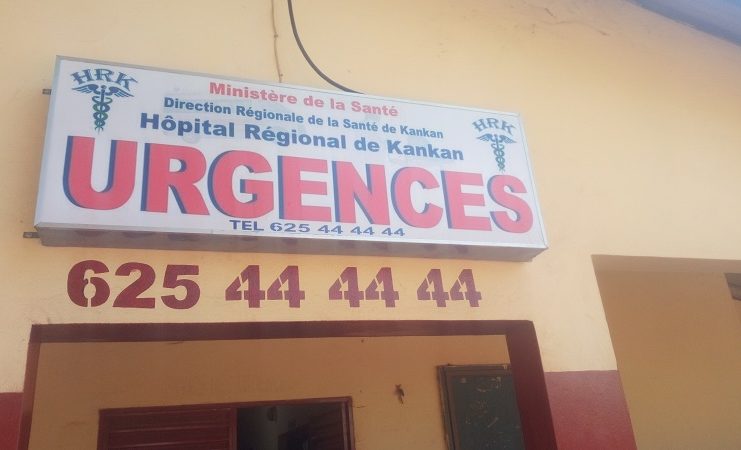 HRK
Ministère de la Santé
Direction Régionale de la Santé de Kankan
Hôpital Régional de Kankan
HRK
URGENCES
TEL 625 44 44 44
625 44 44 44